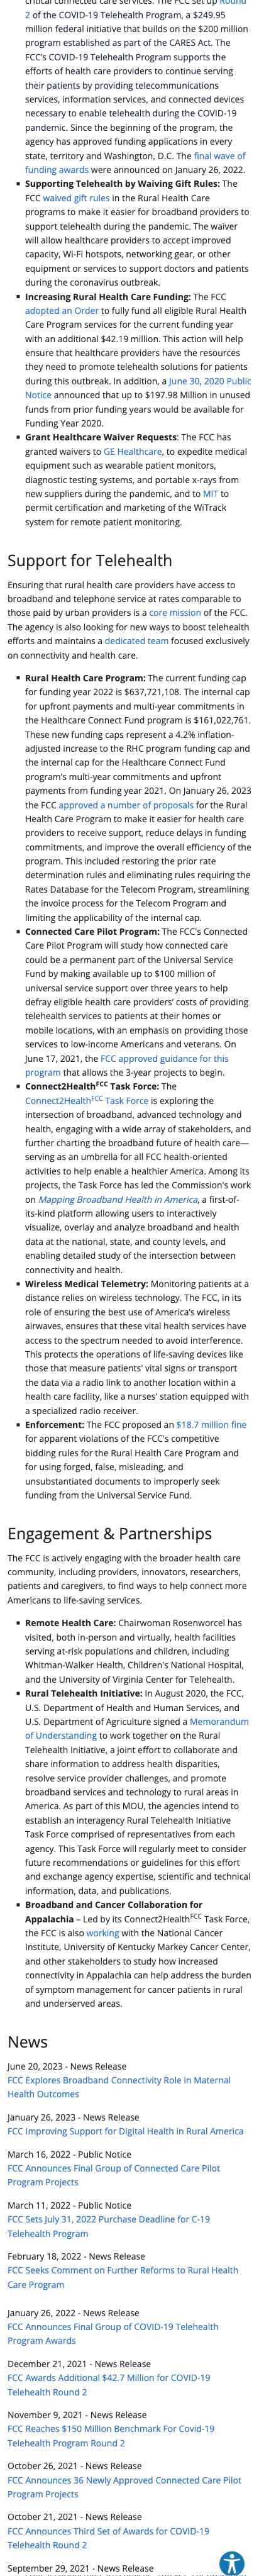 critical connected care services. The FCC set up Round
2 of the COVID-19 Telehealth Program, a $249.95
million federal initiative that builds on the $200 million
program established as part of the CARES Act. The
FCC's COVID-19 Telehealth Program supports the
efforts of health care providers to continue serving
their patients by providing telecommunications
services, information services, and connected devices
necessary to enable telehealth during the COVID-19
pandemic. Since the beginning of the program, the
agency has approved funding applications in every
state, territory and Washington, D.C. The final wave of
funding awards were announced on January 26, 2022.
▪ Supporting Telehealth by Waiving Gift Rules: The
FCC waived gift rules in the Rural Health Care
programs to make it easier for broadband providers to
support telehealth during the pandemic. The waiver
will allow healthcare providers to accept improved
capacity, Wi-Fi hotspots, networking gear, or other
equipment or services to support doctors and patients
during the coronavirus outbreak.
▪ Increasing Rural Health Care Funding: The FCC
adopted an Order to fully fund all eligible Rural Health
Care Program services for the current funding year
with an additional $42.19 million. This action will help
ensure that healthcare providers have the resources
they need to promote telehealth solutions for patients
during this outbreak. In addition, a June 30, 2020 Public
Notice announced that up to $197.98 Million in unused
funds from prior funding years would be available for
Funding Year 2020.
▪ Grant Healthcare Waiver Requests: The FCC has
granted waivers to GE Healthcare, to expedite medical
equipment such as wearable patient monitors,
diagnostic testing systems, and portable x-rays from
new suppliers during the pandemic, and to MIT to
permit certification and marketing of the WiTrack
system for remote patient monitoring.
Support for Telehealth
Ensuring that rural health care providers have access to
broadband and telephone service at rates comparable to
those paid by urban providers is a core mission of the FCC.
The agency is also looking for new ways to boost telehealth
efforts and maintains a dedicated team focused exclusively
on connectivity and health care.
▪ Rural Health Care Program: The current funding cap
for funding year 2022 is $637,721,108. The internal cap
for upfront payments and multi-year commitments in
the Healthcare Connect Fund program is $161,022,761.
These new funding caps represent a 4.2% inflation-
adjusted increase to the RHC program funding cap and
the internal cap for the Healthcare Connect Fund
program's multi-year commitments and upfront
payments from funding year 2021. On January 26, 2023
the FCC approved a number of proposals for the Rural
Health Care Program to make it easier for health care
providers to receive support, reduce delays in funding
commitments, and improve the overall efficiency of the
program. This included restoring the prior rate
determination rules and eliminating rules requiring the
Rates Database for the Telecom Program, streamlining
the invoice process for the Telecom Program and
limiting the applicability of the internal cap.
▪ Connected Care Pilot Program: The FCC's Connected
Care Pilot Program will study how connected care
could be a permanent part of the Universal Service
Fund by making available up to $100 million of
universal service support over three years to help
defray eligible health care providers' costs of providing
telehealth services to patients at their homes or
mobile locations, with an emphasis on providing those
services to low-income Americans and veterans. On
June 17, 2021, the FCC approved guidance for this
program that allows the 3-year projects to begin.
▪ Connect2HealthFCC Task Force: The
Connect2HealthFCC Task Force is exploring the
intersection of broadband, advanced technology and
health, engaging with a wide array of stakeholders, and
further charting the broadband future of health care—
serving as an umbrella for all FCC health-oriented
activities to help enable a healthier America. Among its
projects, the Task Force has led the Commission's work
on Mapping Broadband Health in America, a first-of-
its-kind platform allowing users to interactively
visualize, overlay and analyze broadband and health
data at the national, state, and county levels, and
enabling detailed study of the intersection between
connectivity and health.
▪ Wireless Medical Telemetry: Monitoring patients at a
distance relies on wireless technology. The FCC, in its
role of ensuring the best use of America's wireless
airwaves, ensures that these vital health services have
access to the spectrum needed to avoid interference.
This protects the operations of life-saving devices like
those that measure patients' vital signs or transport
the data via a radio link to another location within a
health care facility, like a nurses' station equipped with
a specialized radio receiver.
▪ Enforcement: The FCC proposed an $18.7 million fine
for apparent violations of the FCC's competitive
bidding rules for the Rural Health Care Program and
for using forged, false, misleading, and
unsubstantiated documents to improperly seek
funding from the Universal Service Fund.
Engagement & Partnerships
The FCC is actively engaging with the broader health care
community, including providers, innovators, researchers,
patients and caregivers, to find ways to help connect more
Americans to life-saving services.
▪ Remote Health Care: Chairwoman Rosenworcel has
visited, both in-person and virtually, health facilities
serving at-risk populations and children, including
Whitman-Walker Health, Children's National Hospital,
and the University of Virginia Center for Telehealth.
▪ Rural Telehealth Initiative: In August 2020, the FCC,
U.S. Department of Health and Human Services, and
U.S. Department of Agriculture signed a Memorandum
of Understanding to work together on the Rural
Telehealth Initiative, a joint effort to collaborate and
share information to address health disparities,
resolve service provider challenges, and promote
broadband services and technology to rural areas in
America. As part of this MOU, the agencies intend to
establish an interagency Rural Telehealth Initiative
Task Force comprised of representatives from each
agency. This Task Force will regularly meet to consider
future recommendations or guidelines for this effort
and exchange agency expertise, scientific and technical
information, data, and publications.
▪ Broadband and Cancer Collaboration for
Appalachia – Led by its Connect2HealthFCC Task Force,
the FCC is also working with the National Cancer
Institute, University of Kentucky Markey Cancer Center,
and other stakeholders to study how increased
connectivity in Appalachia can help address the burden
of symptom management for cancer patients in rural
and underserved areas.
News
June 20, 2023 - News Release
FCC Explores Broadband Connectivity Role in Maternal
Health Outcomes
January 26, 2023 - News Release
FCC Improving Support for Digital Health in Rural America
March 16, 2022 - Public Notice
FCC Announces Final Group of Connected Care Pilot
Program Projects
March 11, 2022 - Public Notice
FCC Sets July 31, 2022 Purchase Deadline for C-19
Telehealth Program
February 18, 2022 - News Release
FCC Seeks Comment on Further Reforms to Rural Health
Care Program
January 26, 2022 - News Release
FCC Announces Final Group of COVID-19 Telehealth
Program Awards
December 21, 2021 - News Release
FCC Awards Additional $42.7 Million for COVID-19
Telehealth Round 2
November 9, 2021 - News Release
FCC Reaches $150 Million Benchmark For Covid-19
Telehealth Program Round 2
October 26, 2021 - News Release
FCC Announces 36 Newly Approved Connected Care Pilot
Program Projects
October 21, 2021 - News Release
FCC Announces Third Set of Awards for COVID-19
Telehealth Round 2
September 29, 2021 - News Release